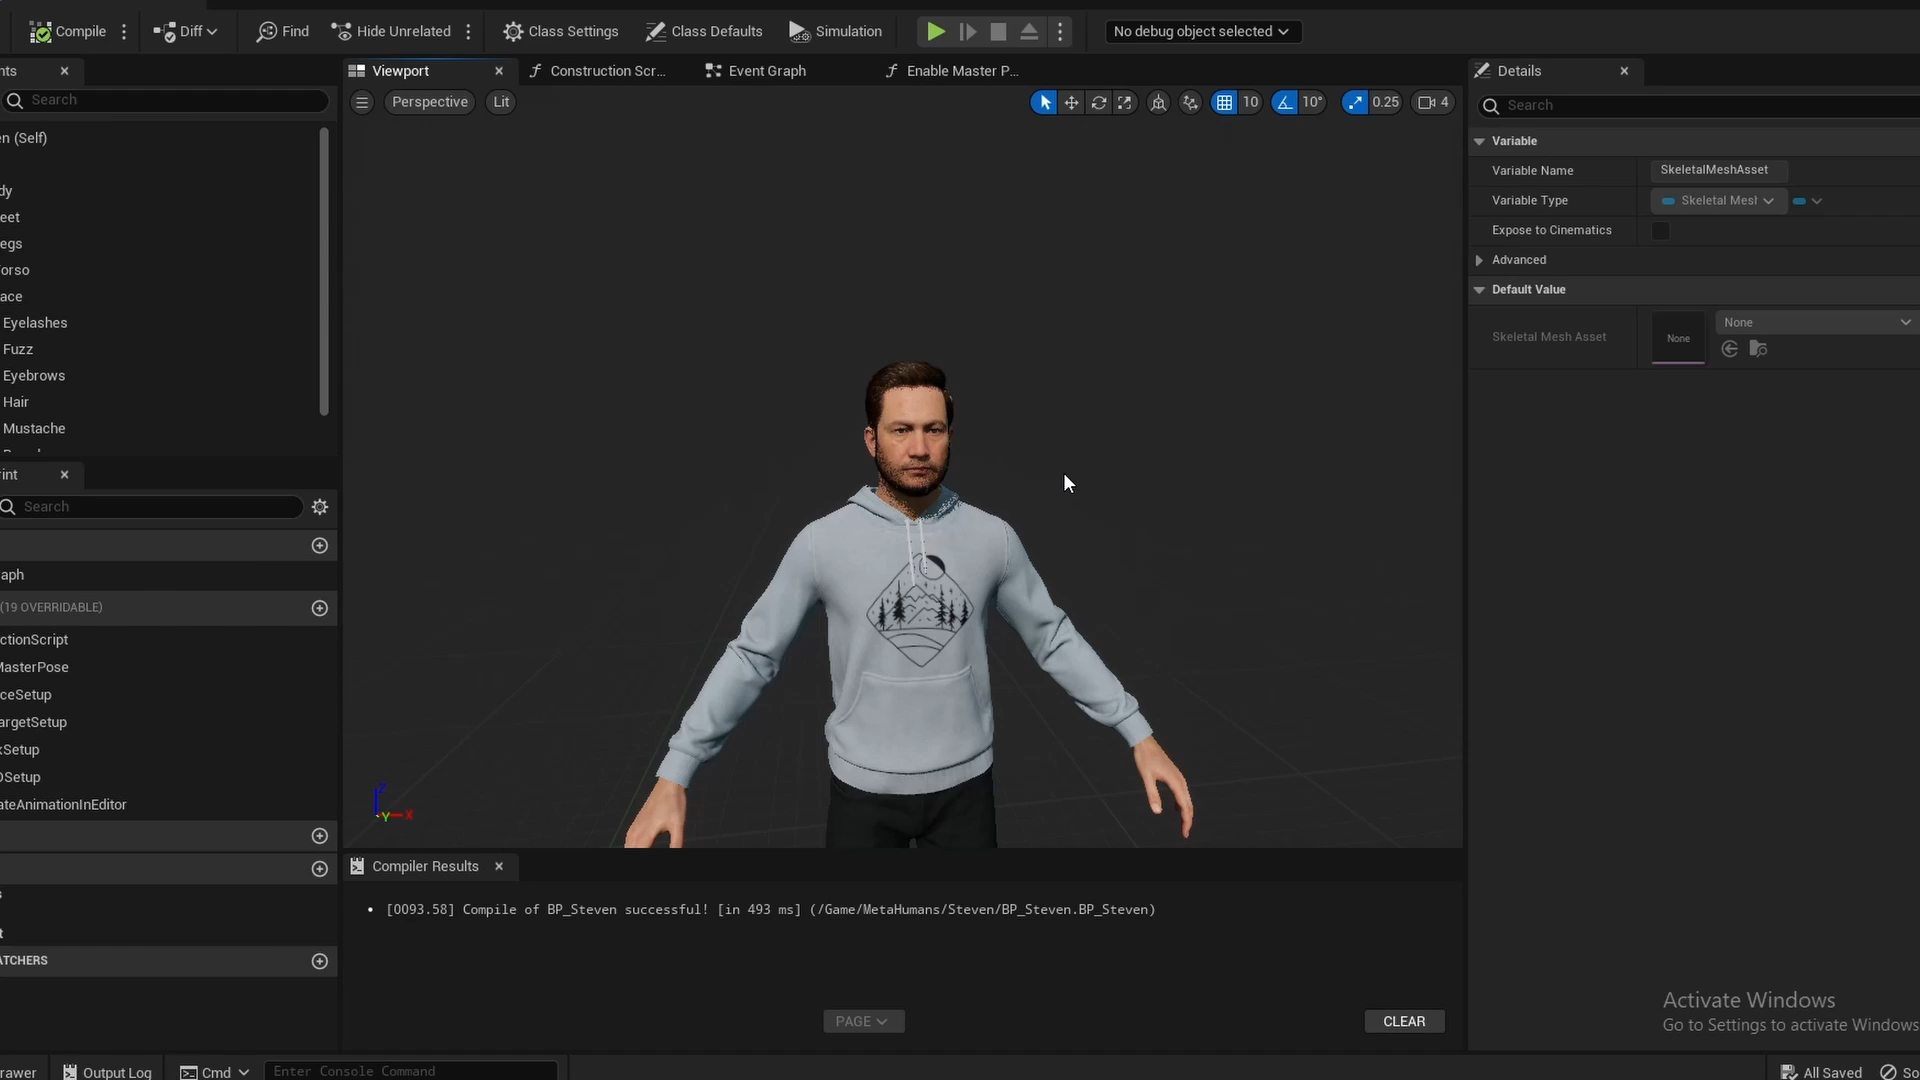 Compile
Diff
Find
Hide Unrelated
Class Settings
Class Defaults
Simulation
No debug object selected
nts
Search
en (Self)
dy
eet
egs
orso
ace
Eyelashes
Fuzz
Eyebrows
Hair
Mustache
int
Search
aph
(19 OVERRIDABLE)
ctionScript
MasterPose
ceSetup
argetSetup
xSetup
DSetup
ateAnimationInEditor
s
t
ATCHERS
Viewport
Construction Scr...
Event Graph
Enable Master P...
Perspective
Lit
10
10°
0.25
4
Z
Y
X
Compiler Results
[0093.58] Compile of BP_Steven successful! [in 493 ms] (/Game/MetaHumans/Steven/BP_Steven.BP_Steven)
PAGE
CLEAR
Details
Search
Variable
Variable Name
SkeletalMeshAsset
Variable Type
Skeletal Mesl
Expose to Cinematics
Advanced
Default Value
Skeletal Mesh Asset
None
None
Activate Windows
Go to Settings to activate Windows
rawer
Output Log
Cmd
Enter Console Command
All Saved
So